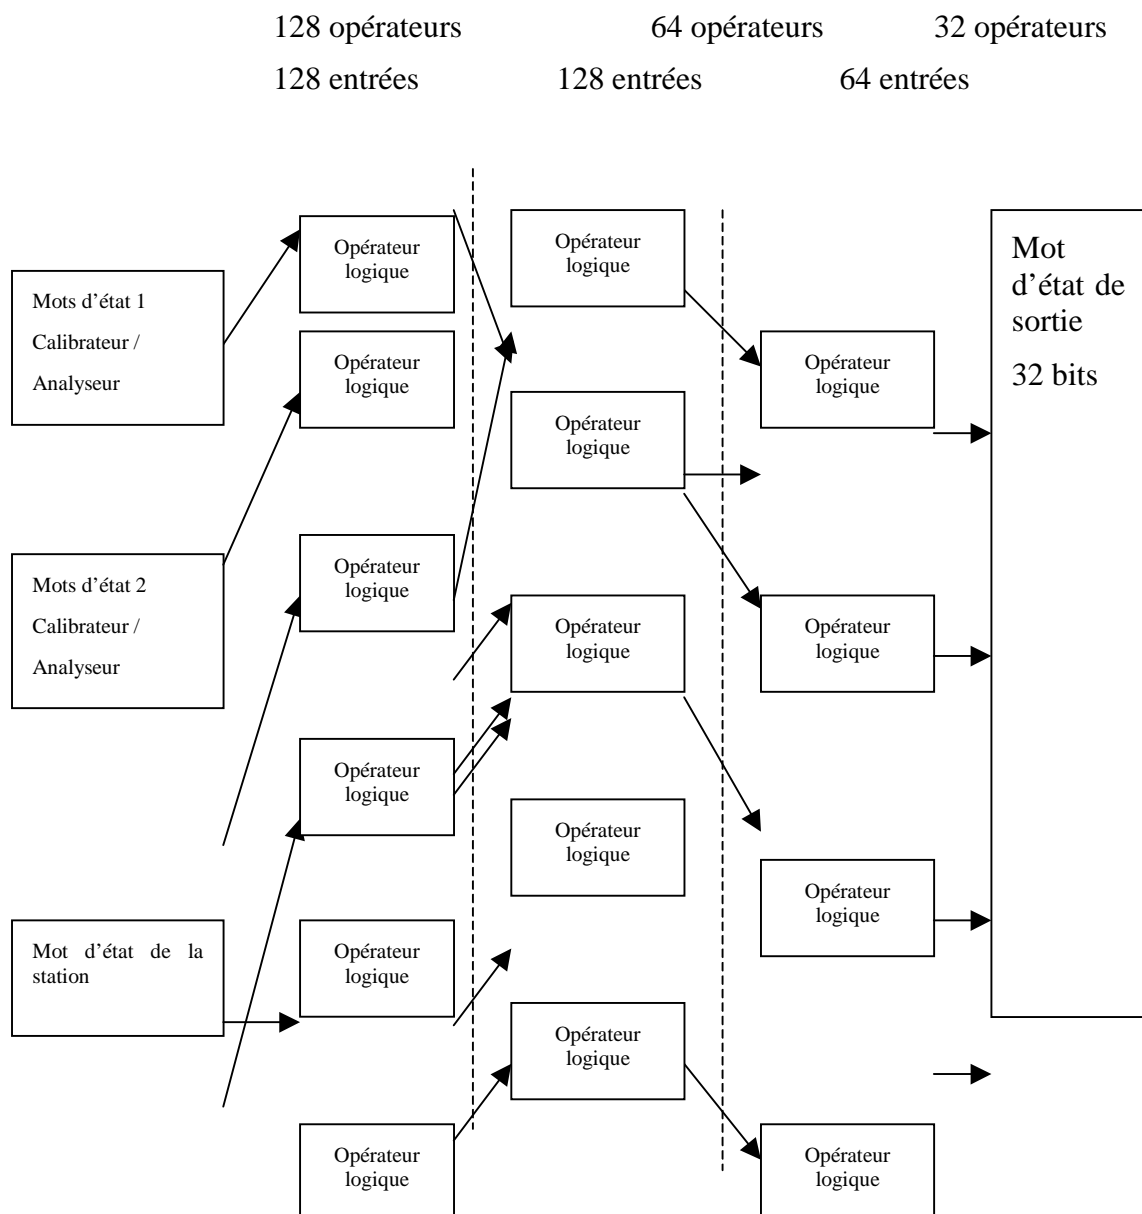 128 opérateurs 64 opérateurs 32 opérateurs
128 entrées 128 entrées 64 entrées
Mots d’état 1
Calibrateur /
Analyseur
Mots d’état 2
Calibrateur /
Analyseur
Mot d’état de la
station
Opérateur
logique
Opérateur
logique
Opérateur
logique
Opérateur
logique
Opérateur
logique
Opérateur
logique
Opérateur
logique
Opérateur
logique
Opérateur
logique
Opérateur
logique
Opérateur
logique
Opérateur
logique
Opérateur
logique
Opérateur
logique
Opérateur
logique
Mot
d’état de
sortie
32 bits